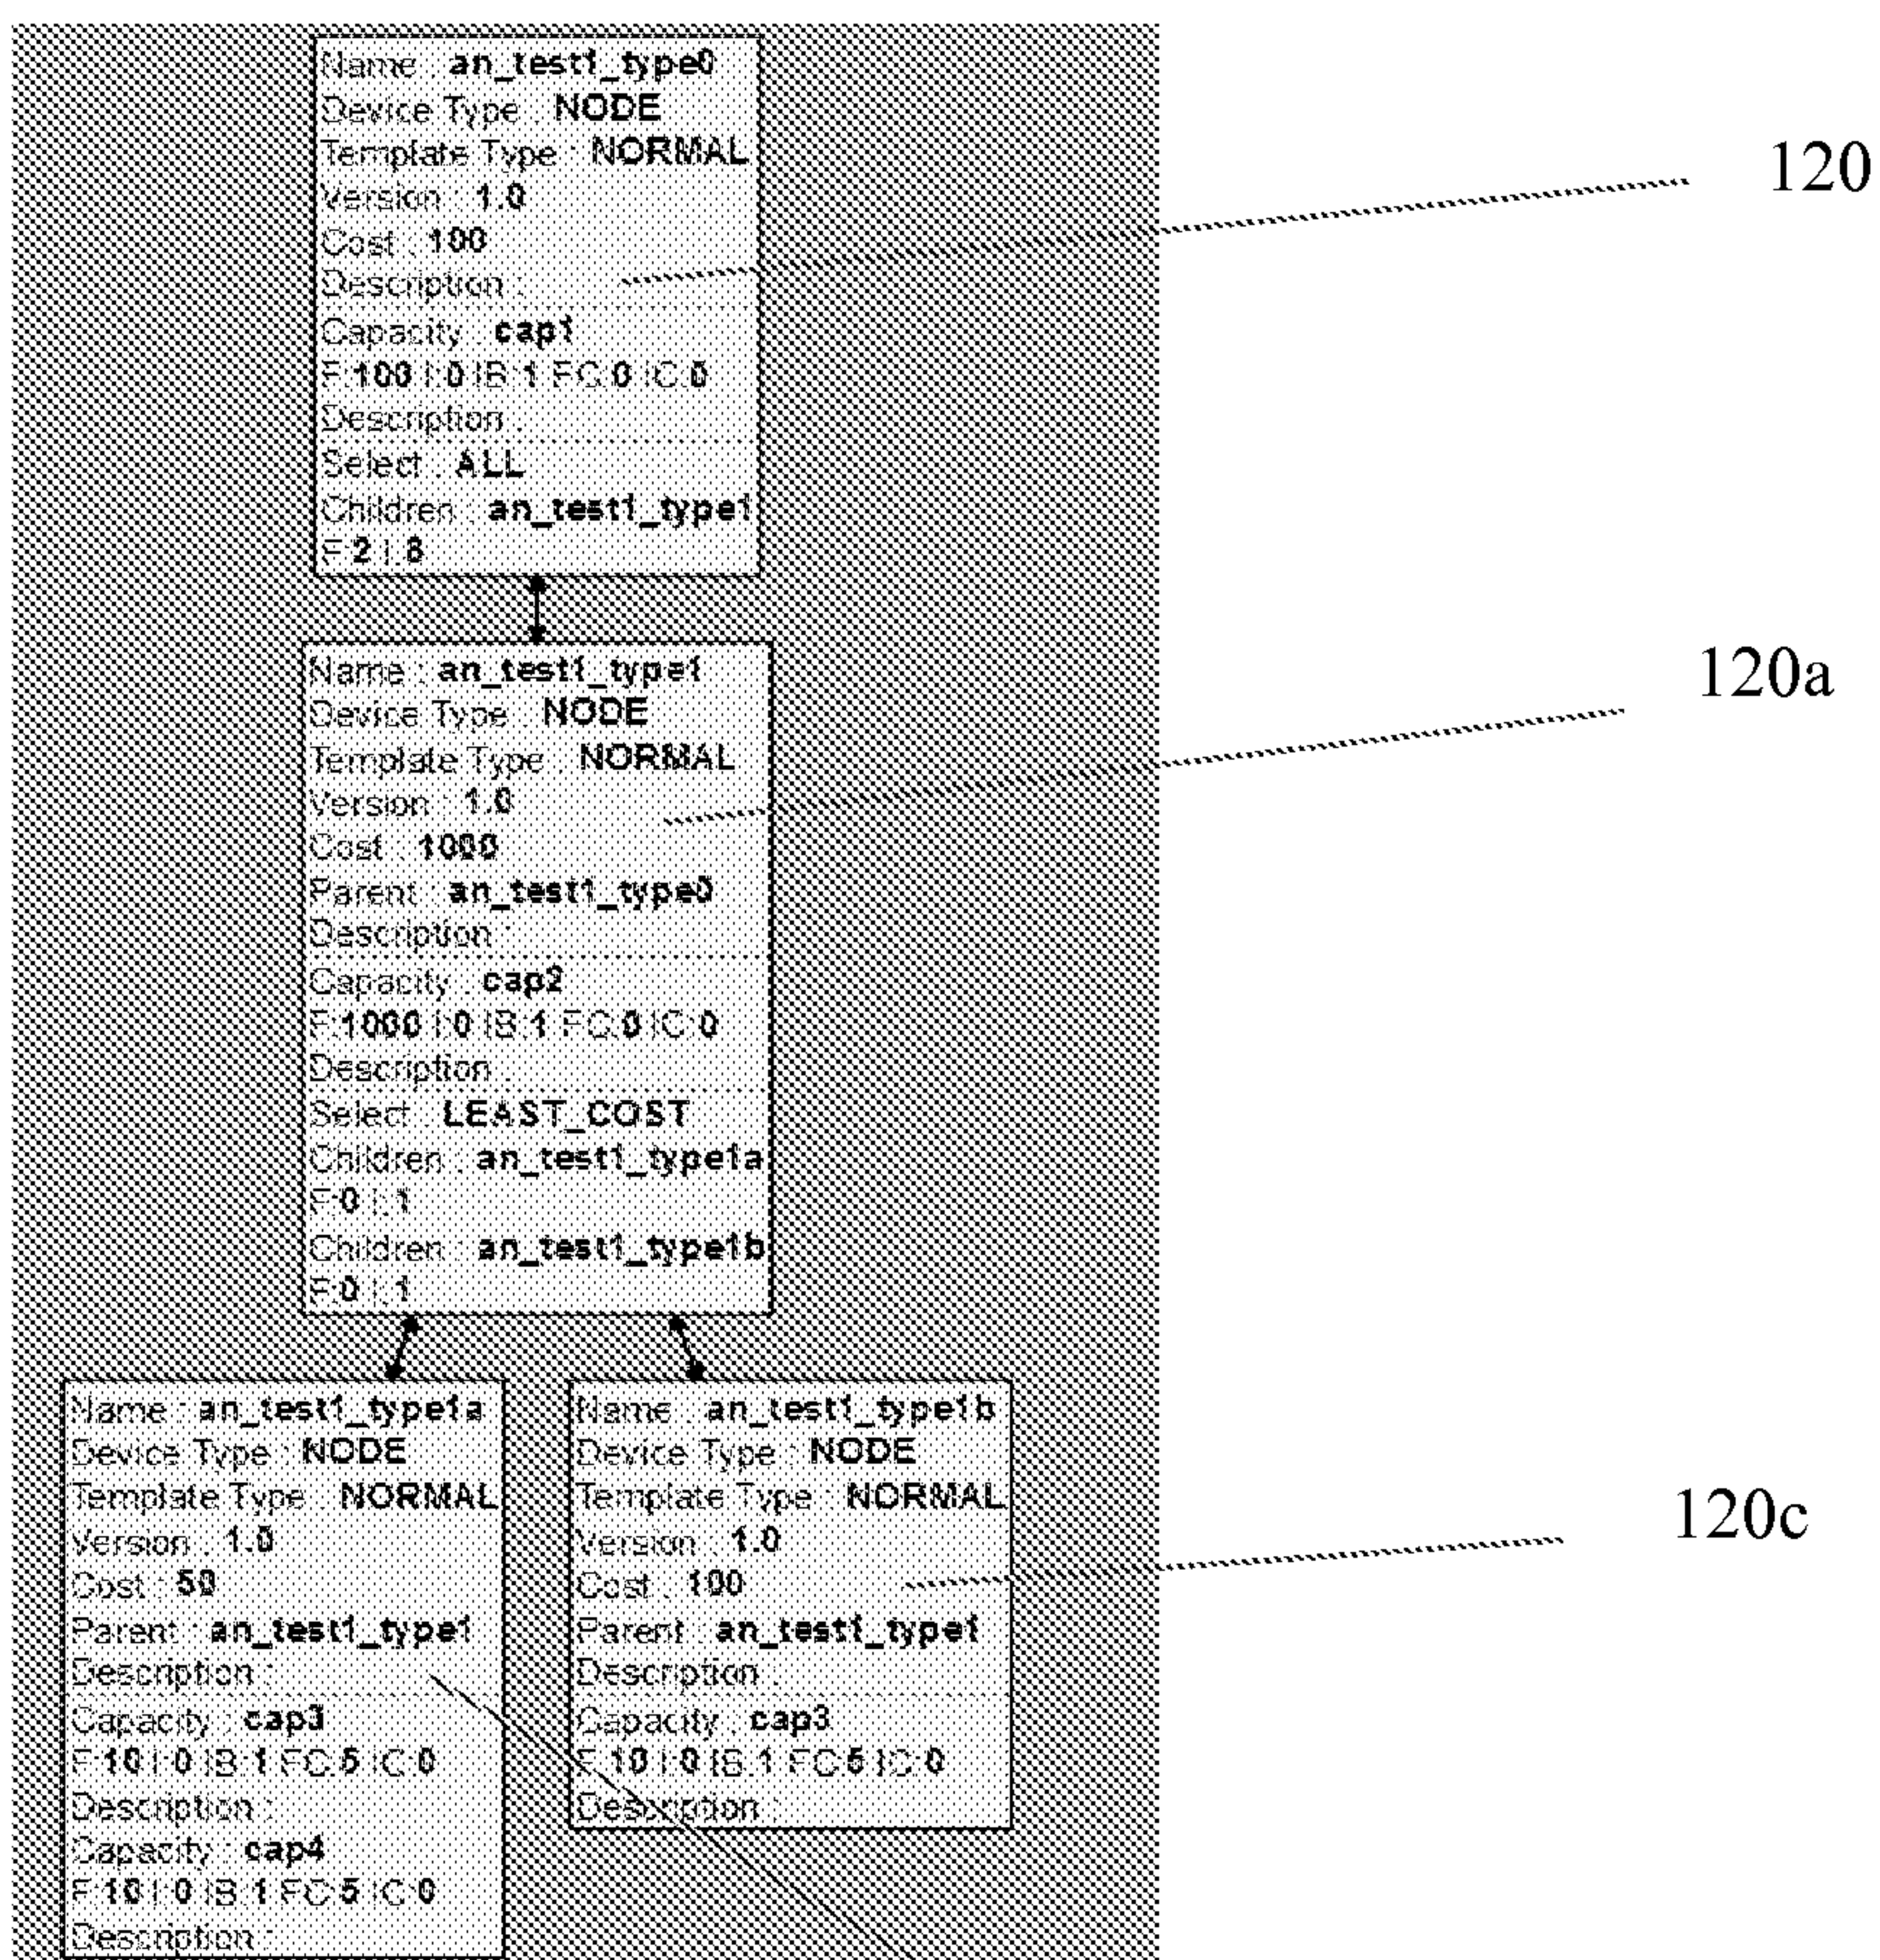 Name : an_test1_type0
Device Type : NODE
Template Type : NORMAL
Version : 1.0
Cost : 100
Description :
Capacity : cap1
F:100 I:0 IB:1 FC:0 IC:0
Description :
Select : ALL
Children : an_test1_type1
F:2 I:8
120
Name : an_test1_type1
Device Type : NODE
Template Type : NORMAL
Version : 1.0
Cost : 1000
Parent : an_test1_type0
Description :
Capacity : cap2
F:1000 I:0 IB:1 FC:0 IC:0
Description :
Select : LEAST_COST
Children : an_test1_type1a
F:0 I:1
Children : an_test1_type1b
F:0 I:1
120a
Name : an_test1_type1a
Device Type : NODE
Template Type : NORMAL
Version : 1.0
Cost : 50
Parent : an_test1_type1
Description :
Capacity : cap3
F:10 I:0 IB:1 FC:5 IC:0
Description :
Capacity : cap4
F:10 I:0 IB:1 FC:5 IC:0
Description :
Name : an_test1_type1b
Device Type : NODE
Template Type : NORMAL
Version : 1.0
Cost : 100
Parent : an_test1_type1
Description :
Capacity : cap3
F:10 I:0 IB:1 FC:5 IC:0
Description :
120c